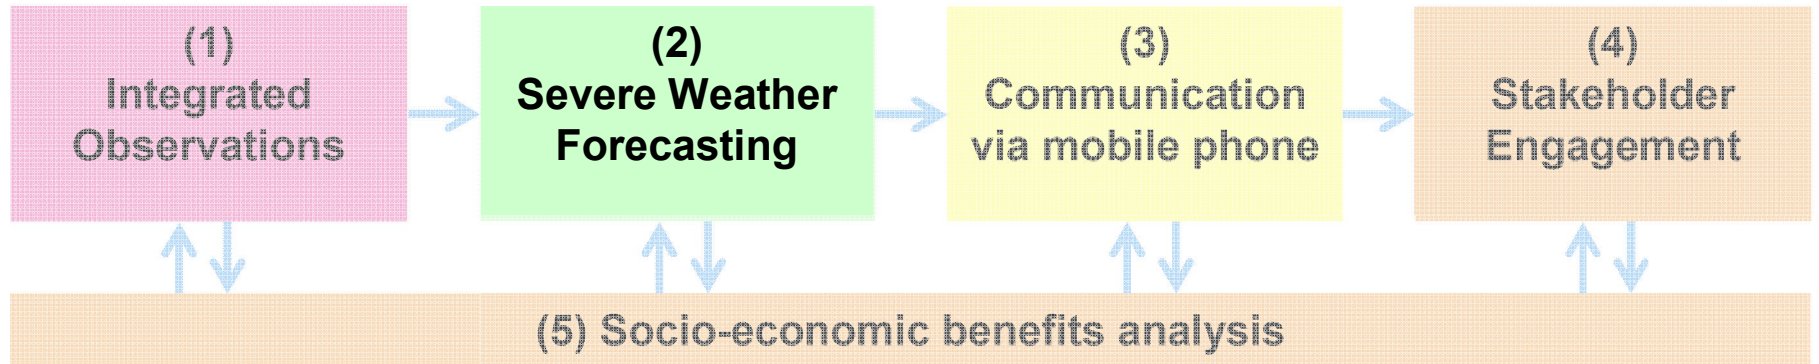 (1)
Integrated
Observations
(2)
Severe Weather
Forecasting
(3)
Communication
via mobile phone
(4)
Stakeholder
Engagement
(5) Socio-economic benefits analysis